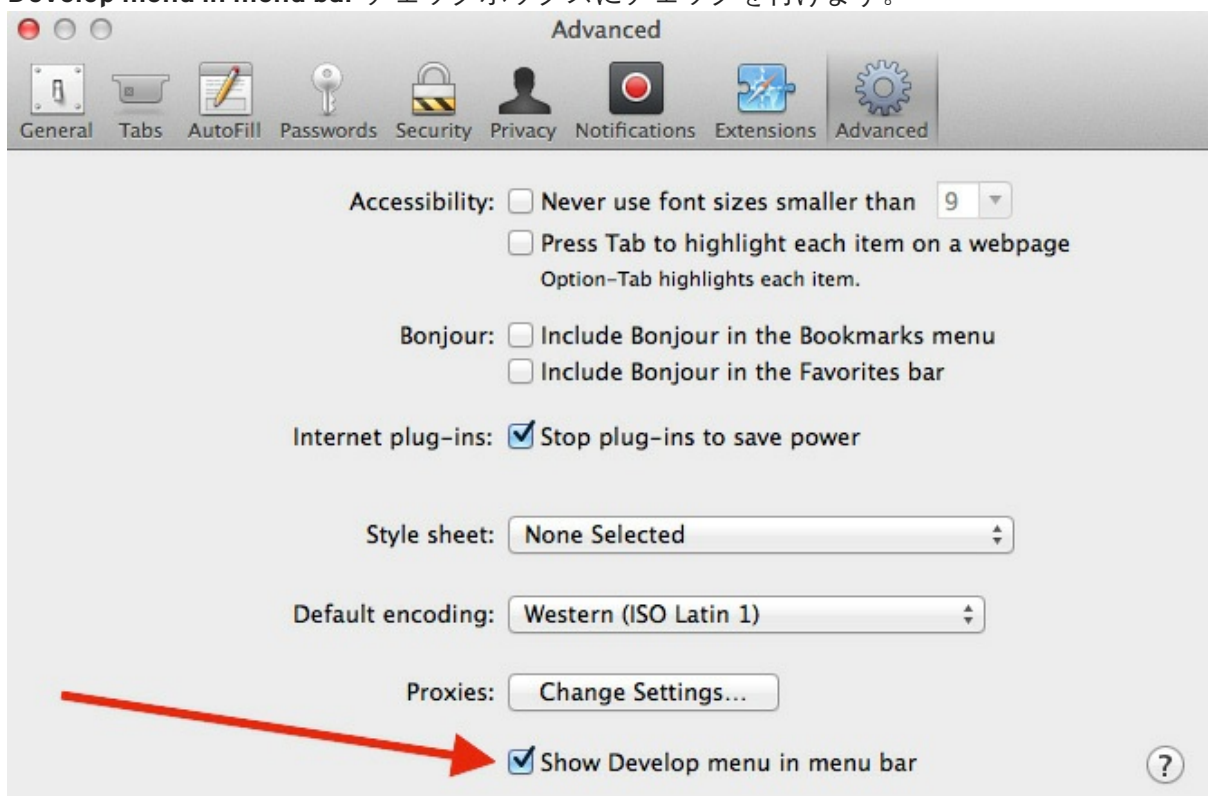 Develop menu in menu bar チェックボックスにチェックを付けます。
Advanced
General Tabs AutoFill Passwords Security Privacy Notifications Extensions Advanced
Accessibility: Never use font sizes smaller than 9
Press Tab to highlight each item on a webpage
Option-Tab highlights each item.
Bonjour: Include Bonjour in the Bookmarks menu
Include Bonjour in the Favorites bar
Internet plug-ins: Stop plug-ins to save power
Style sheet: None Selected
Default encoding: Western (ISO Latin 1)
Proxies: Change Settings...
Show Develop menu in menu bar ?